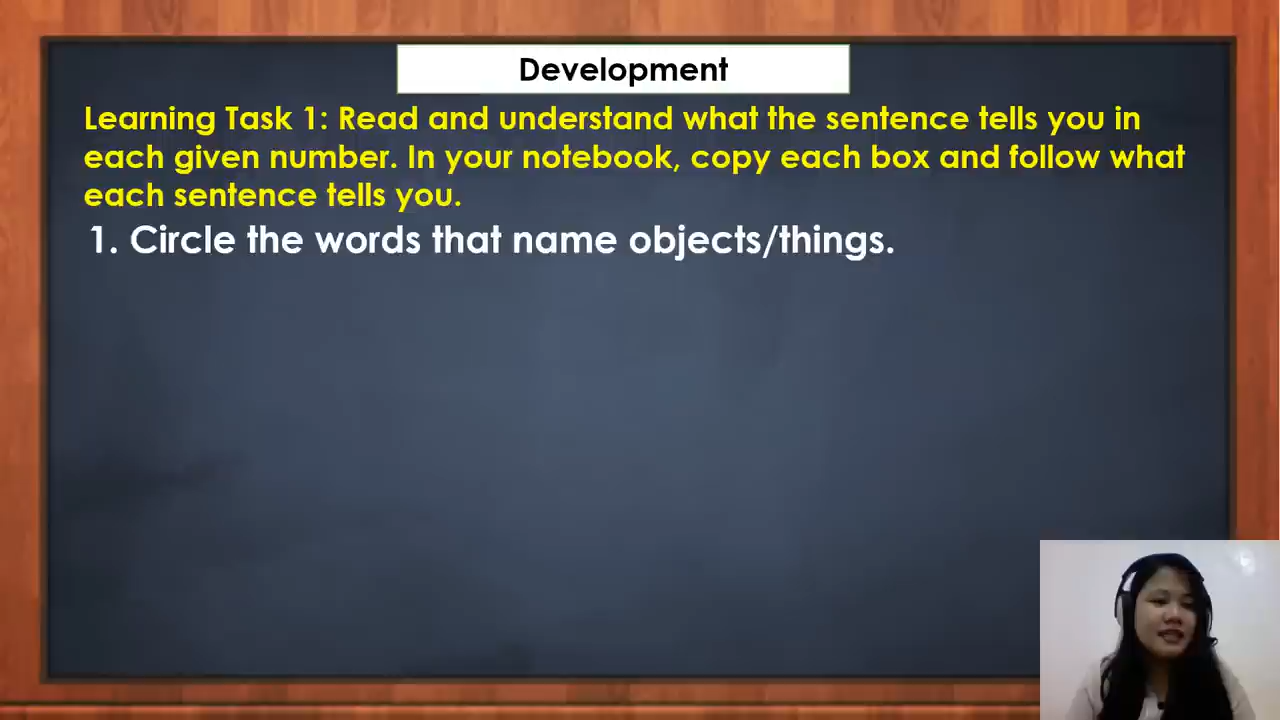 Development
Learning Task 1: Read and understand what the sentence tells you in
each given number. In your notebook, copy each box and follow what
each sentence tells you.
1. Circle the words that name objects/things.